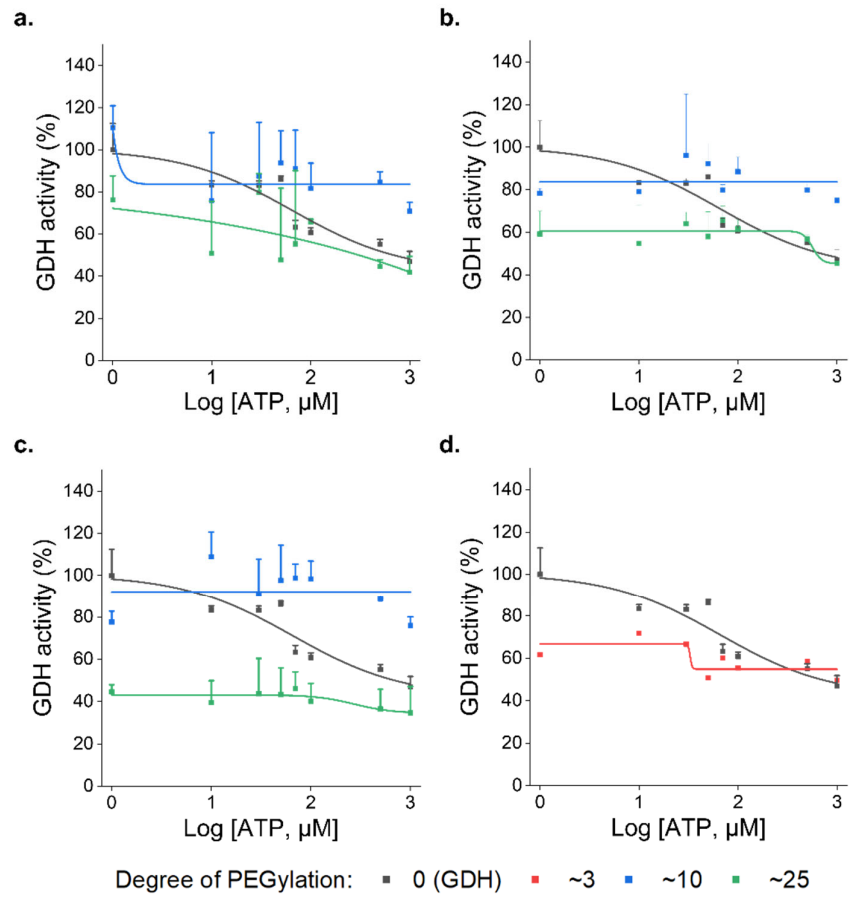 a.
140
120
100
80
60
40
20
0
GDH activity (%)
0 1 2 3
Log [ATP, µM]
b.
140
120
100
80
60
40
20
0
GDH activity (%)
0 1 2 3
Log [ATP, µM]
c.
140
120
100
80
60
40
20
0
GDH activity (%)
0 1 2 3
Log [ATP, µM]
d.
140
120
100
80
60
40
20
0
GDH activity (%)
0 1 2 3
Log [ATP, µM]
Degree of PEGylation: 0 (GDH) ~3 ~10 ~25